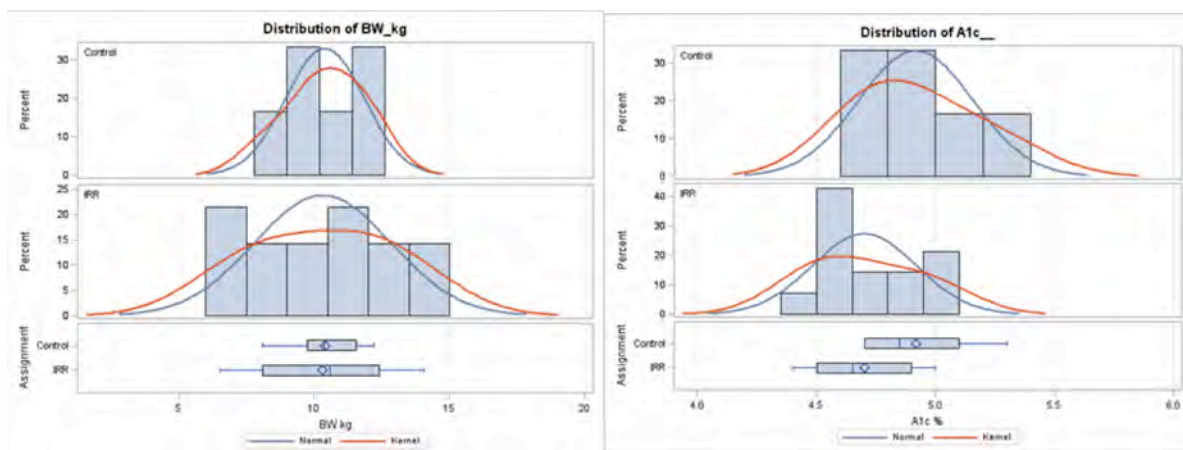 Distribution of BW_kg
Control
Percent
30
20
10
0
IRR
Percent
25
20
15
10
5
0
Assignment
Control
IRR
5 10 15 20
BW kg
Normal Kernel
Distribution of A1c__
Control
Percent
30
20
10
0
IRR
Percent
40
30
20
10
0
Assignment
Control
IRR
4.0 4.5 5.0 5.5 6.0
A1c %
Normal Kernel